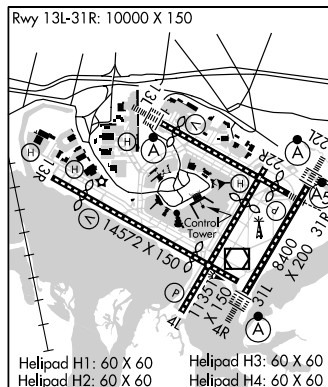 Rwy 13L-31R: 10000 X 150
13L
22L
A
V
A
H
22R
H
H
H
13R
P
A
V
Control
Tower
31R
14572 X 150
8400
X 200
P
11351
X 150
31L
4L
4R
A
Helipad H1: 60 X 60
Helipad H3: 60 X 60
Helipad H2: 60 X 60
Helipad H4: 60 X 60